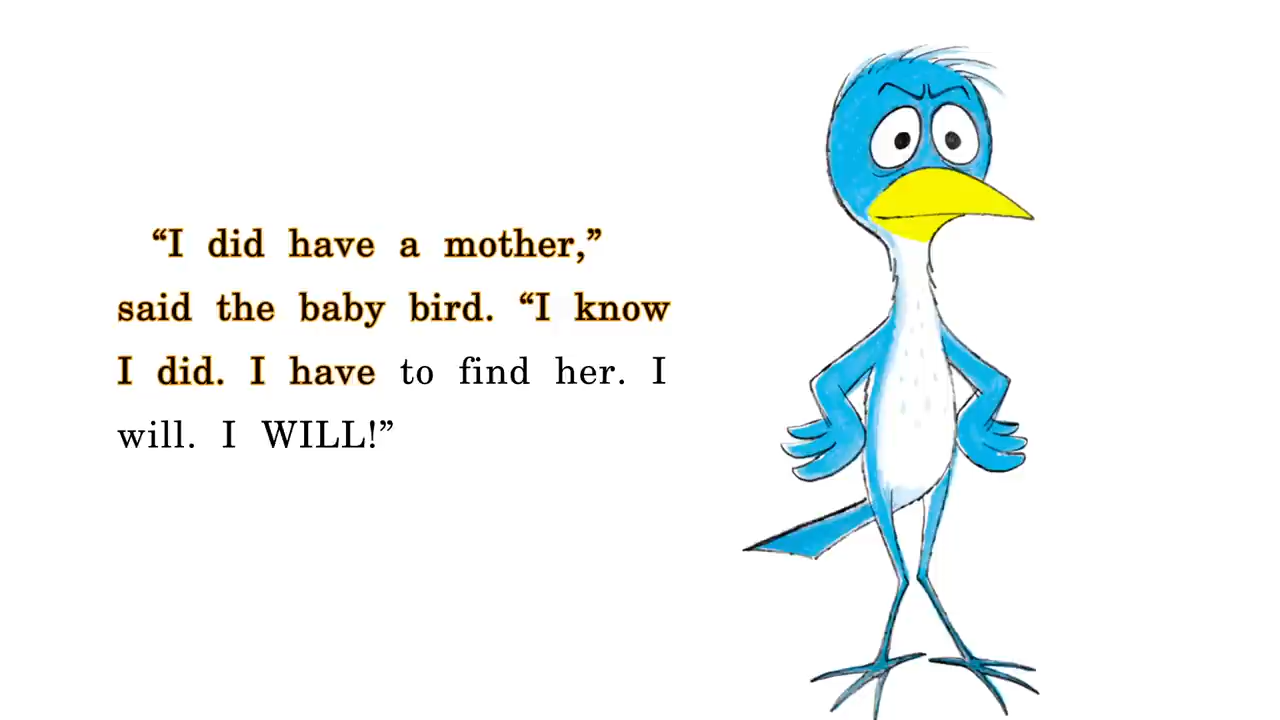 “I did have a mother,”
said the baby bird. “I know
I did. I have to find her. I
will. I WILL!”